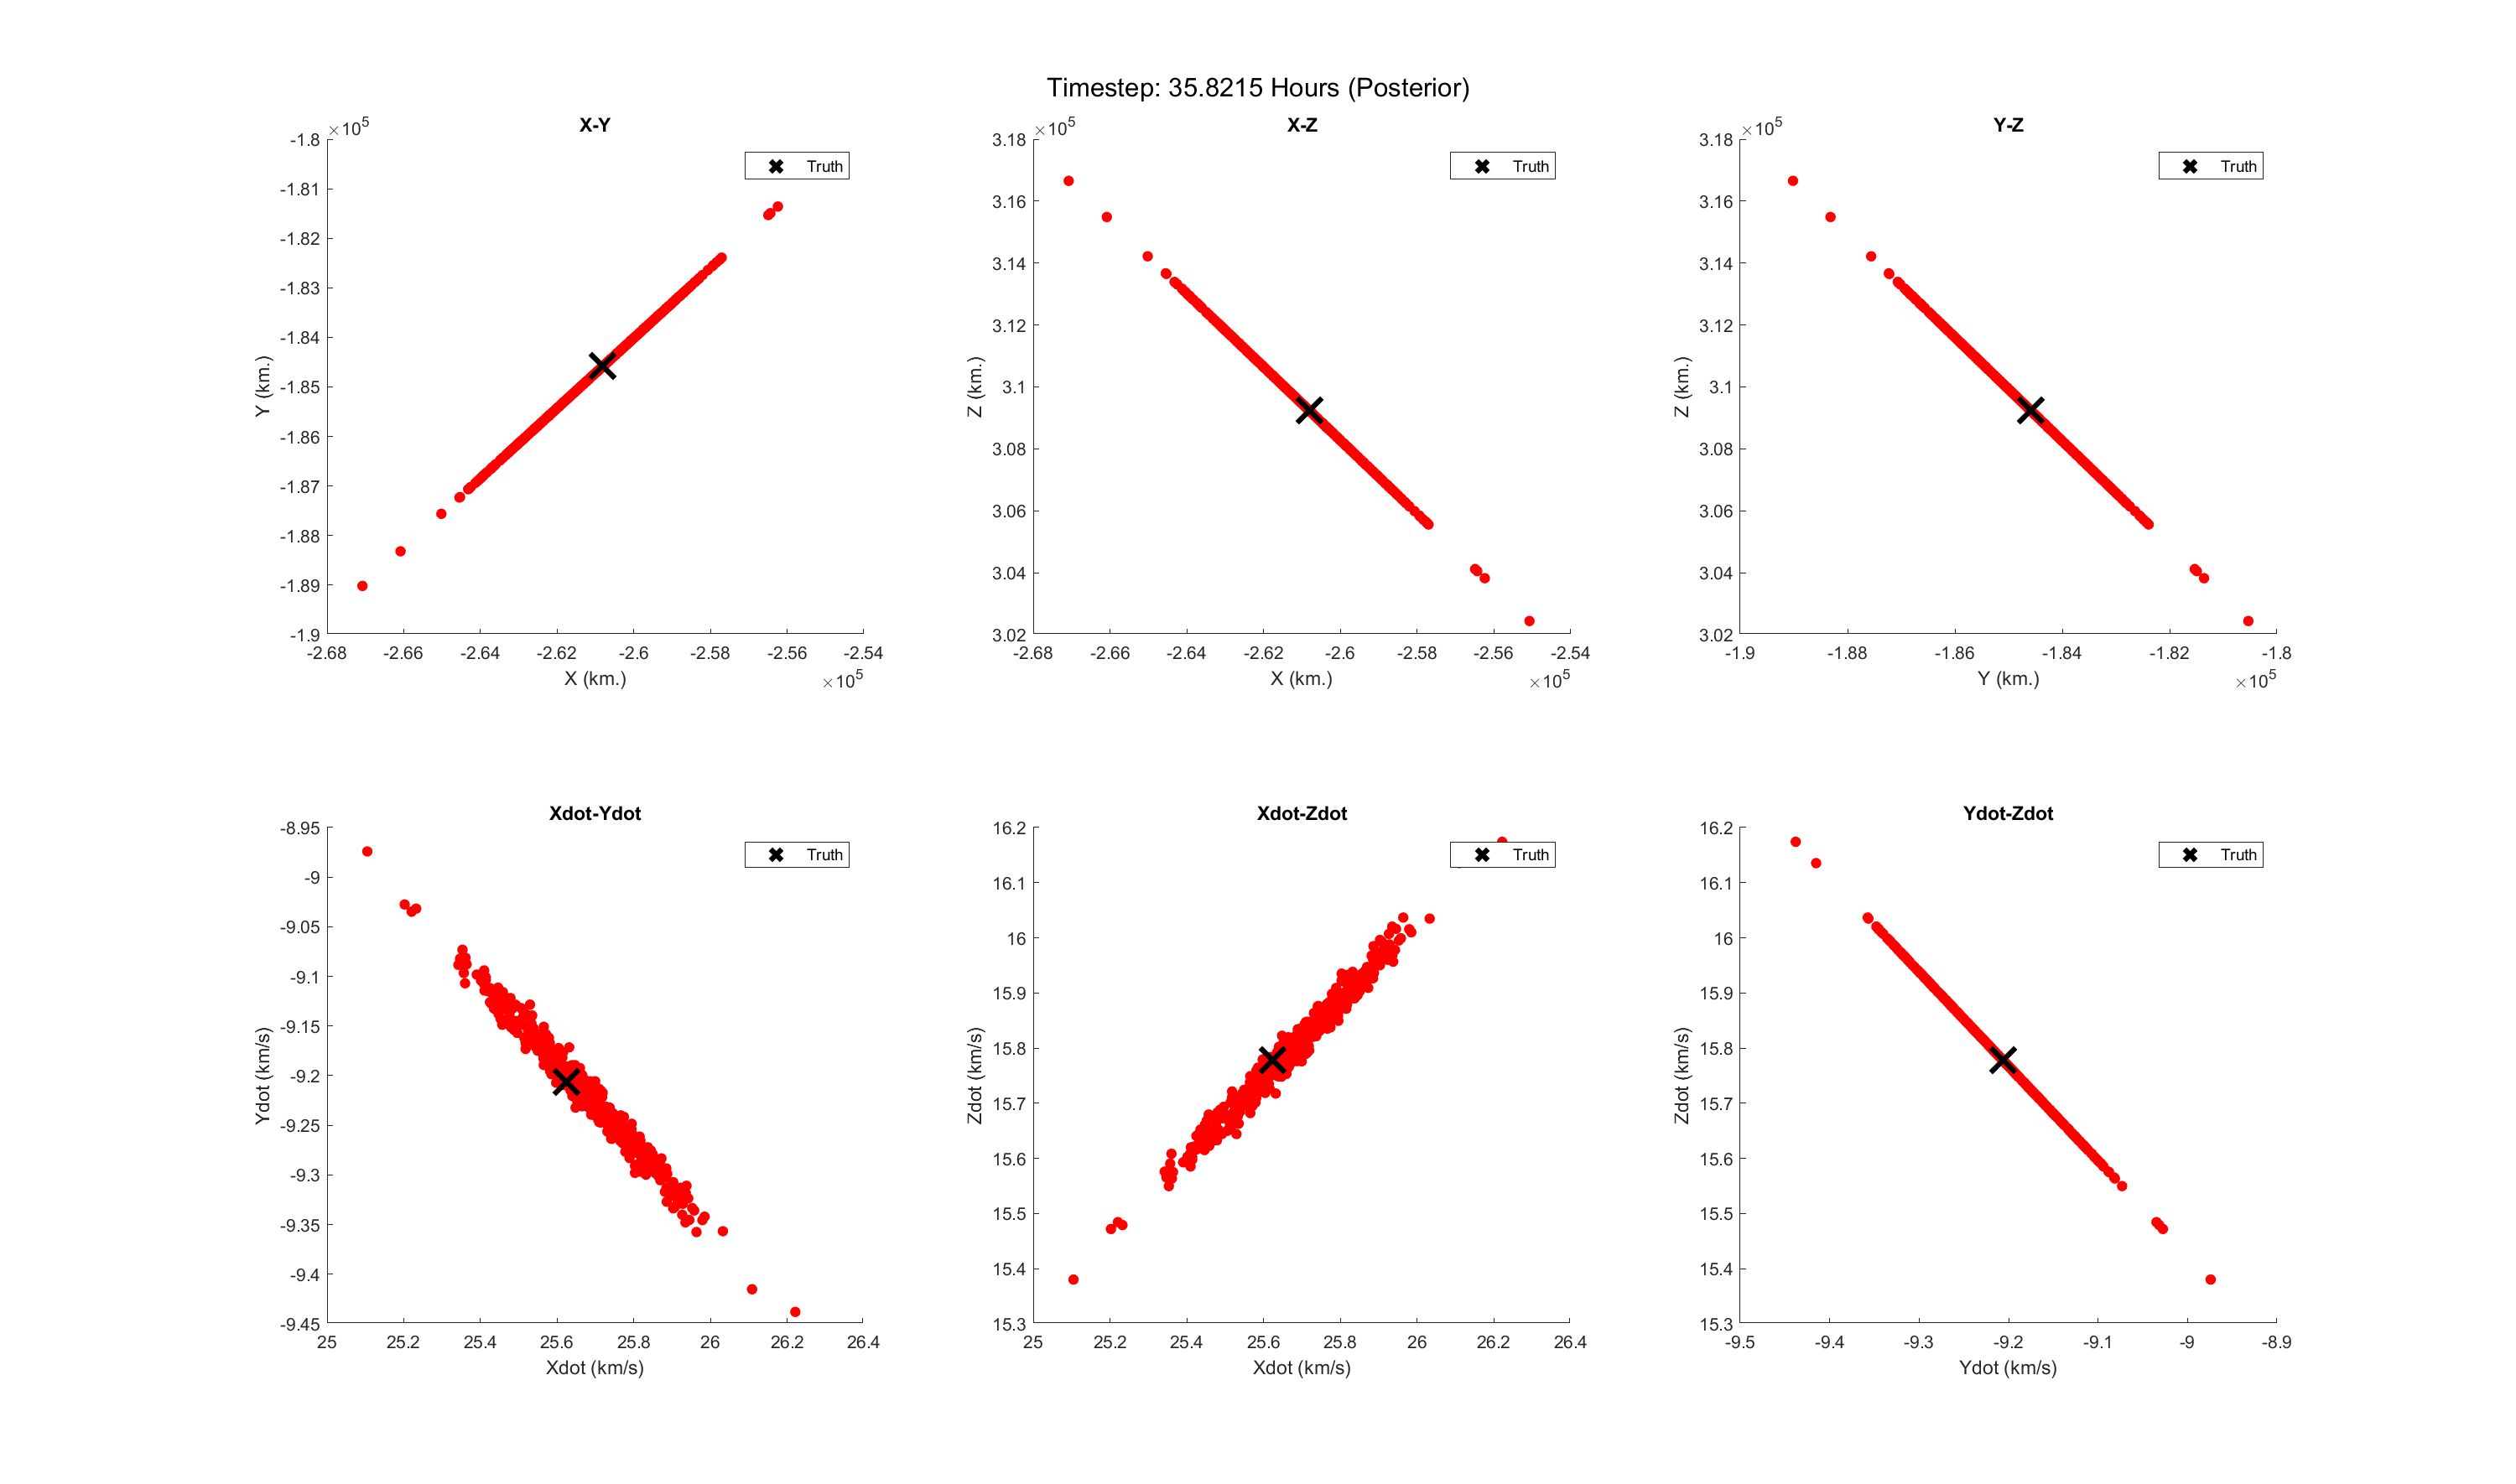 Timestep: 35.8215 Hours (Posterior)
X-Y
×10^5
Truth
-1.8
-1.81
-1.82
-1.83
-1.84
-1.85
-1.86
-1.87
-1.88
-1.89
-1.9
Y (km.)
-2.68 -2.66 -2.64 -2.62 -2.6 -2.58 -2.56 -2.54
X (km.)
×10^5
X-Z
×10^5
Truth
3.18
3.16
3.14
3.12
3.1
3.08
3.06
3.04
3.02
Z (km.)
-2.68 -2.66 -2.64 -2.62 -2.6 -2.58 -2.56 -2.54
X (km.)
×10^5
Y-Z
×10^5
Truth
3.18
3.16
3.14
3.12
3.1
3.08
3.06
3.04
3.02
Z (km.)
-1.9 -1.88 -1.86 -1.84 -1.82 -1.8
Y (km.)
×10^5
Xdot-Ydot
Truth
-8.95
-9
-9.05
-9.1
-9.15
-9.2
-9.25
-9.3
-9.35
-9.4
-9.45
Ydot (km/s)
25 25.2 25.4 25.6 25.8 26 26.2 26.4
Xdot (km/s)
Xdot-Zdot
Truth
16.2
16.1
16
15.9
15.8
15.7
15.6
15.5
15.4
15.3
Zdot (km/s)
25 25.2 25.4 25.6 25.8 26 26.2 26.4
Xdot (km/s)
Ydot-Zdot
Truth
16.2
16.1
16
15.9
15.8
15.7
15.6
15.5
15.4
15.3
Zdot (km/s)
-9.5 -9.4 -9.3 -9.2 -9.1 -9 -8.9
Ydot (km/s)